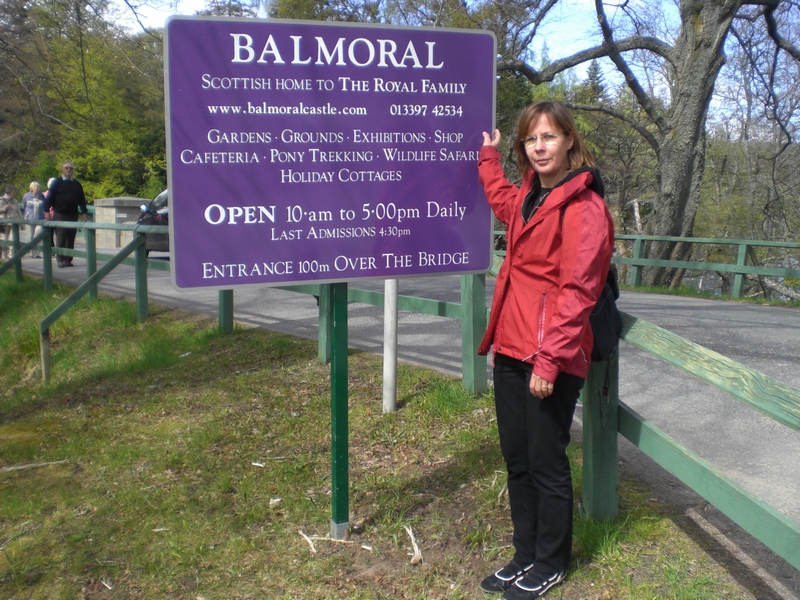 BALMORAL
SCOTTISH HOME TO THE ROYAL FAMILY
www.balmoralcastle.com 013397 42534
GARDENS · GROUNDS · EXHIBITIONS · SHOP
CAFETERIA · PONY TREKKING · WILDLIFE SAFARI
HOLIDAY COTTAGES
OPEN 10·am to 5·00pm Daily
LAST ADMISSIONS 4:30pm
ENTRANCE 100m OVER THE BRIDGE